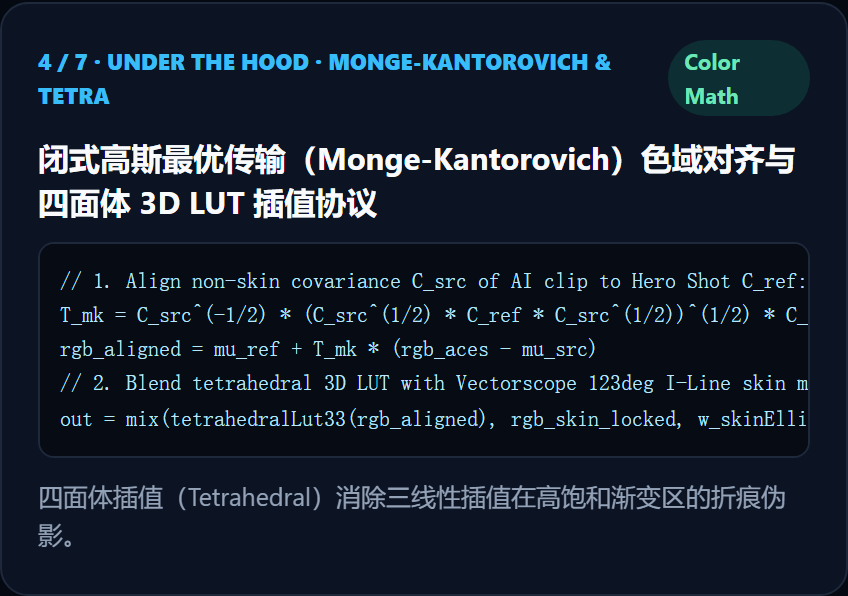 4 / 7 · UNDER THE HOOD · MONGE-KANTOROVICH &
TETRA
Color
Math
闭式高斯最优传输（Monge-Kantorovich）色域对齐与
四面体 3D LUT 插值协议
// 1. Align non-skin covariance C_src of AI clip to Hero Shot C_ref:
T_mk = C_src^(-1/2) * (C_src^(1/2) * C_ref * C_src^(1/2))^(1/2) * C_
rgb_aligned = mu_ref + T_mk * (rgb_aces - mu_src)
// 2. Blend tetrahedral 3D LUT with Vectorscope 123deg I-Line skin m
out = mix(tetrahedralLut33(rgb_aligned), rgb_skin_locked, w_skinElli
四面体插值（Tetrahedral）消除三线性插值在高饱和渐变区的折痕伪
影。